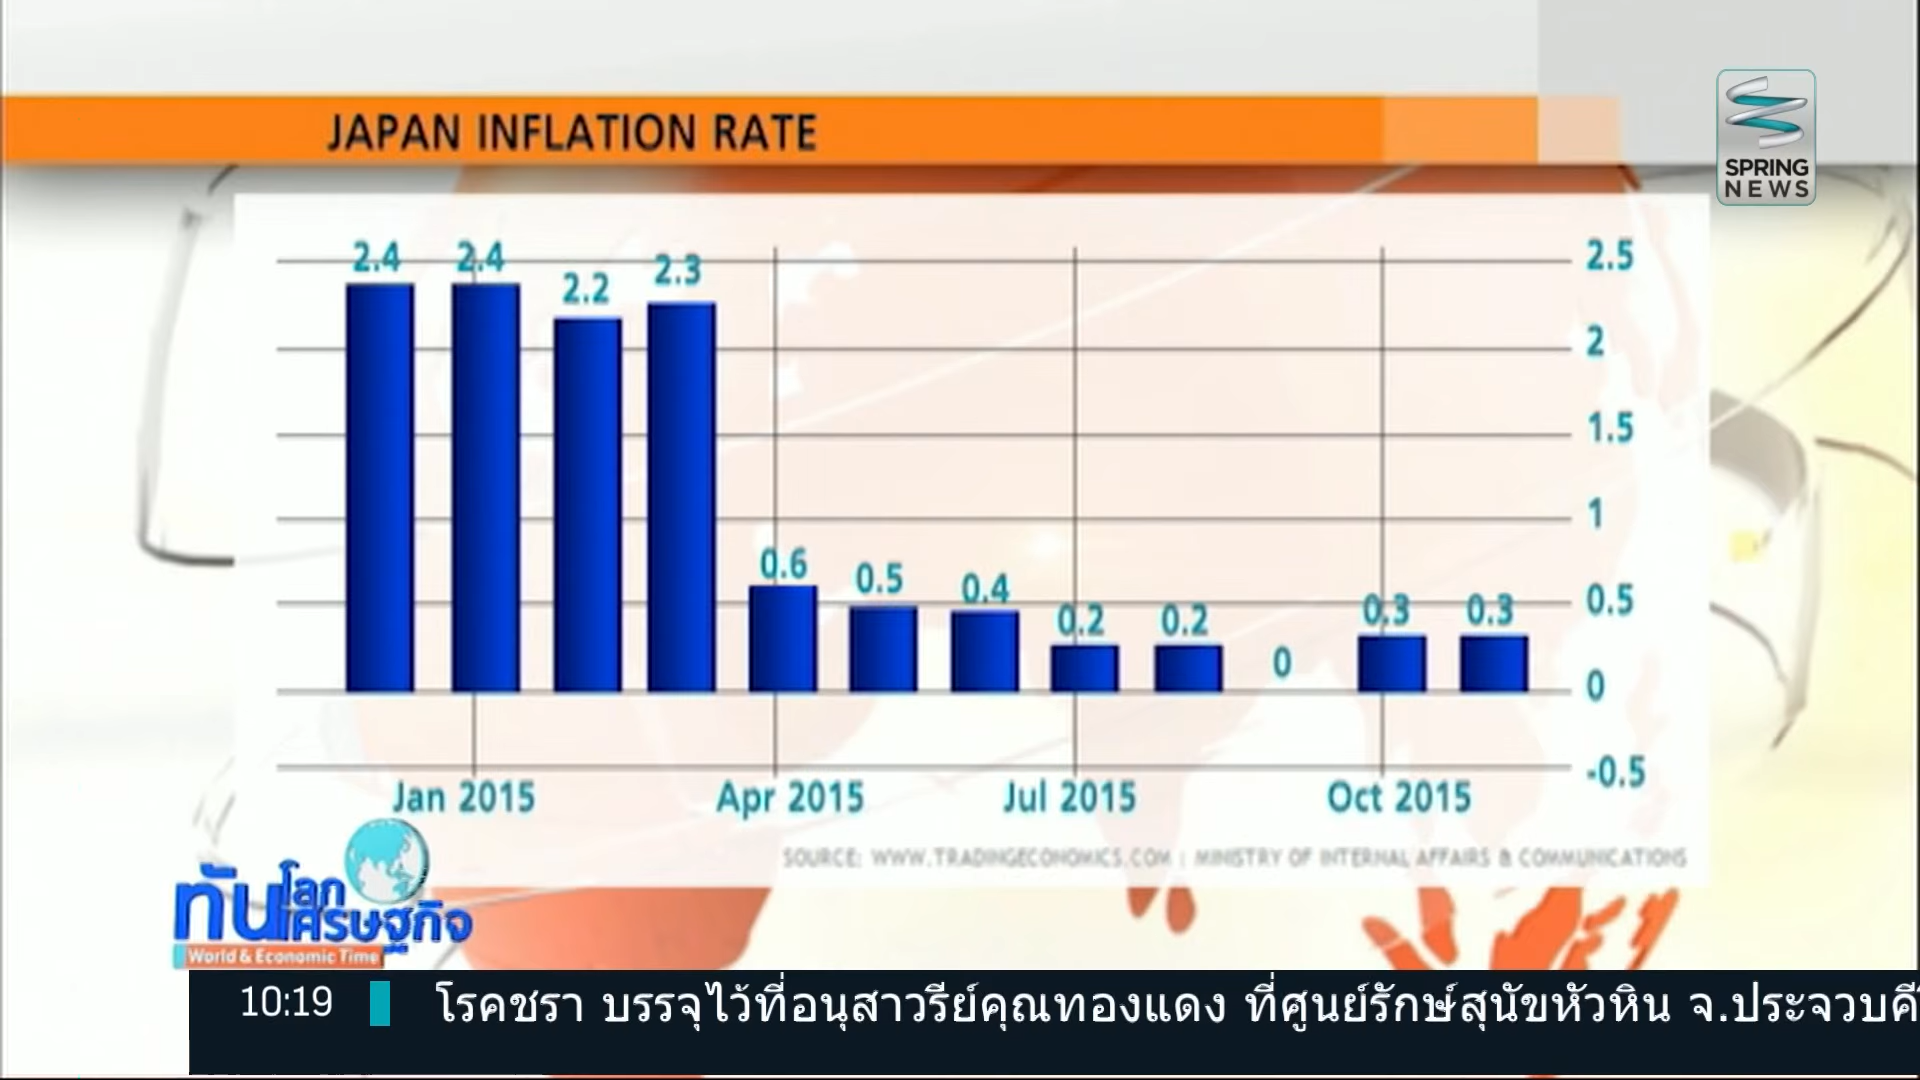 JAPAN INFLATION RATE
SPRING
NEWS
2.4 2.4 2.2 2.3 0.6 0.5 0.4 0.2 0.2 0 0.3 0.3
2.5
2
1.5
1
0.5
0
-0.5
Jan 2015 Apr 2015 Jul 2015 Oct 2015
SOURCE: WWW.TRADINGECONOMICS.COM | MINISTRY OF INTERNAL AFFAIRS & COMMUNICATIONS
ทันโลก
เศรษฐกิจ
World & Economic Time
10:19 โรคชรา บรรจุไว้ที่อนุสาวรีย์คุณทองแดง ที่ศูนย์รักษ์สุนัขหัวหิน จ.ประจวบคี